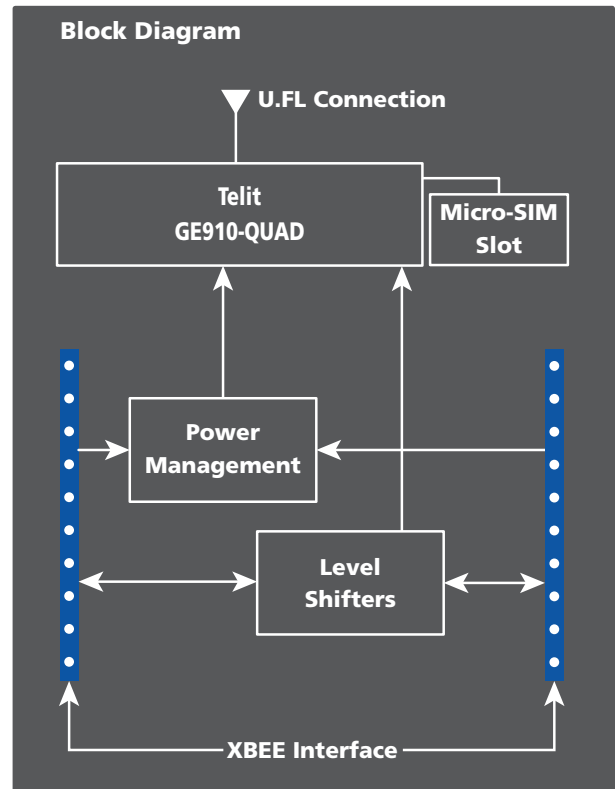 Block Diagram
U.FL Connection
Telit
GE910-QUAD
Micro-SIM
Slot
Power
Management
Level
Shifters
XBEE Interface